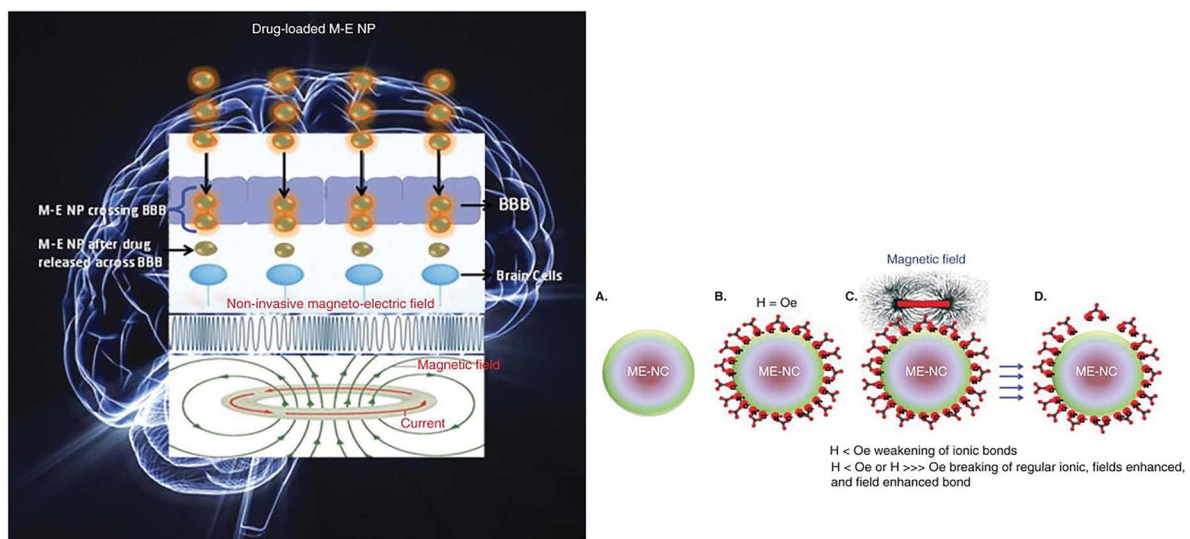 Drug-loaded M-E NP
M-E NP crossing BBB
BBB
M-E NP after drug
released across BBB
Brain Cells
Non-invasive magneto-electric field
Magnetic field
Current
Magnetic field
A.
B.
H = Oe
C.
D.
ME-NC
ME-NC
ME-NC
ME-NC
H < Oe weakening of ionic bonds
H < Oe or H >>> Oe breaking of regular ionic, fields enhanced,
and field enhanced bond